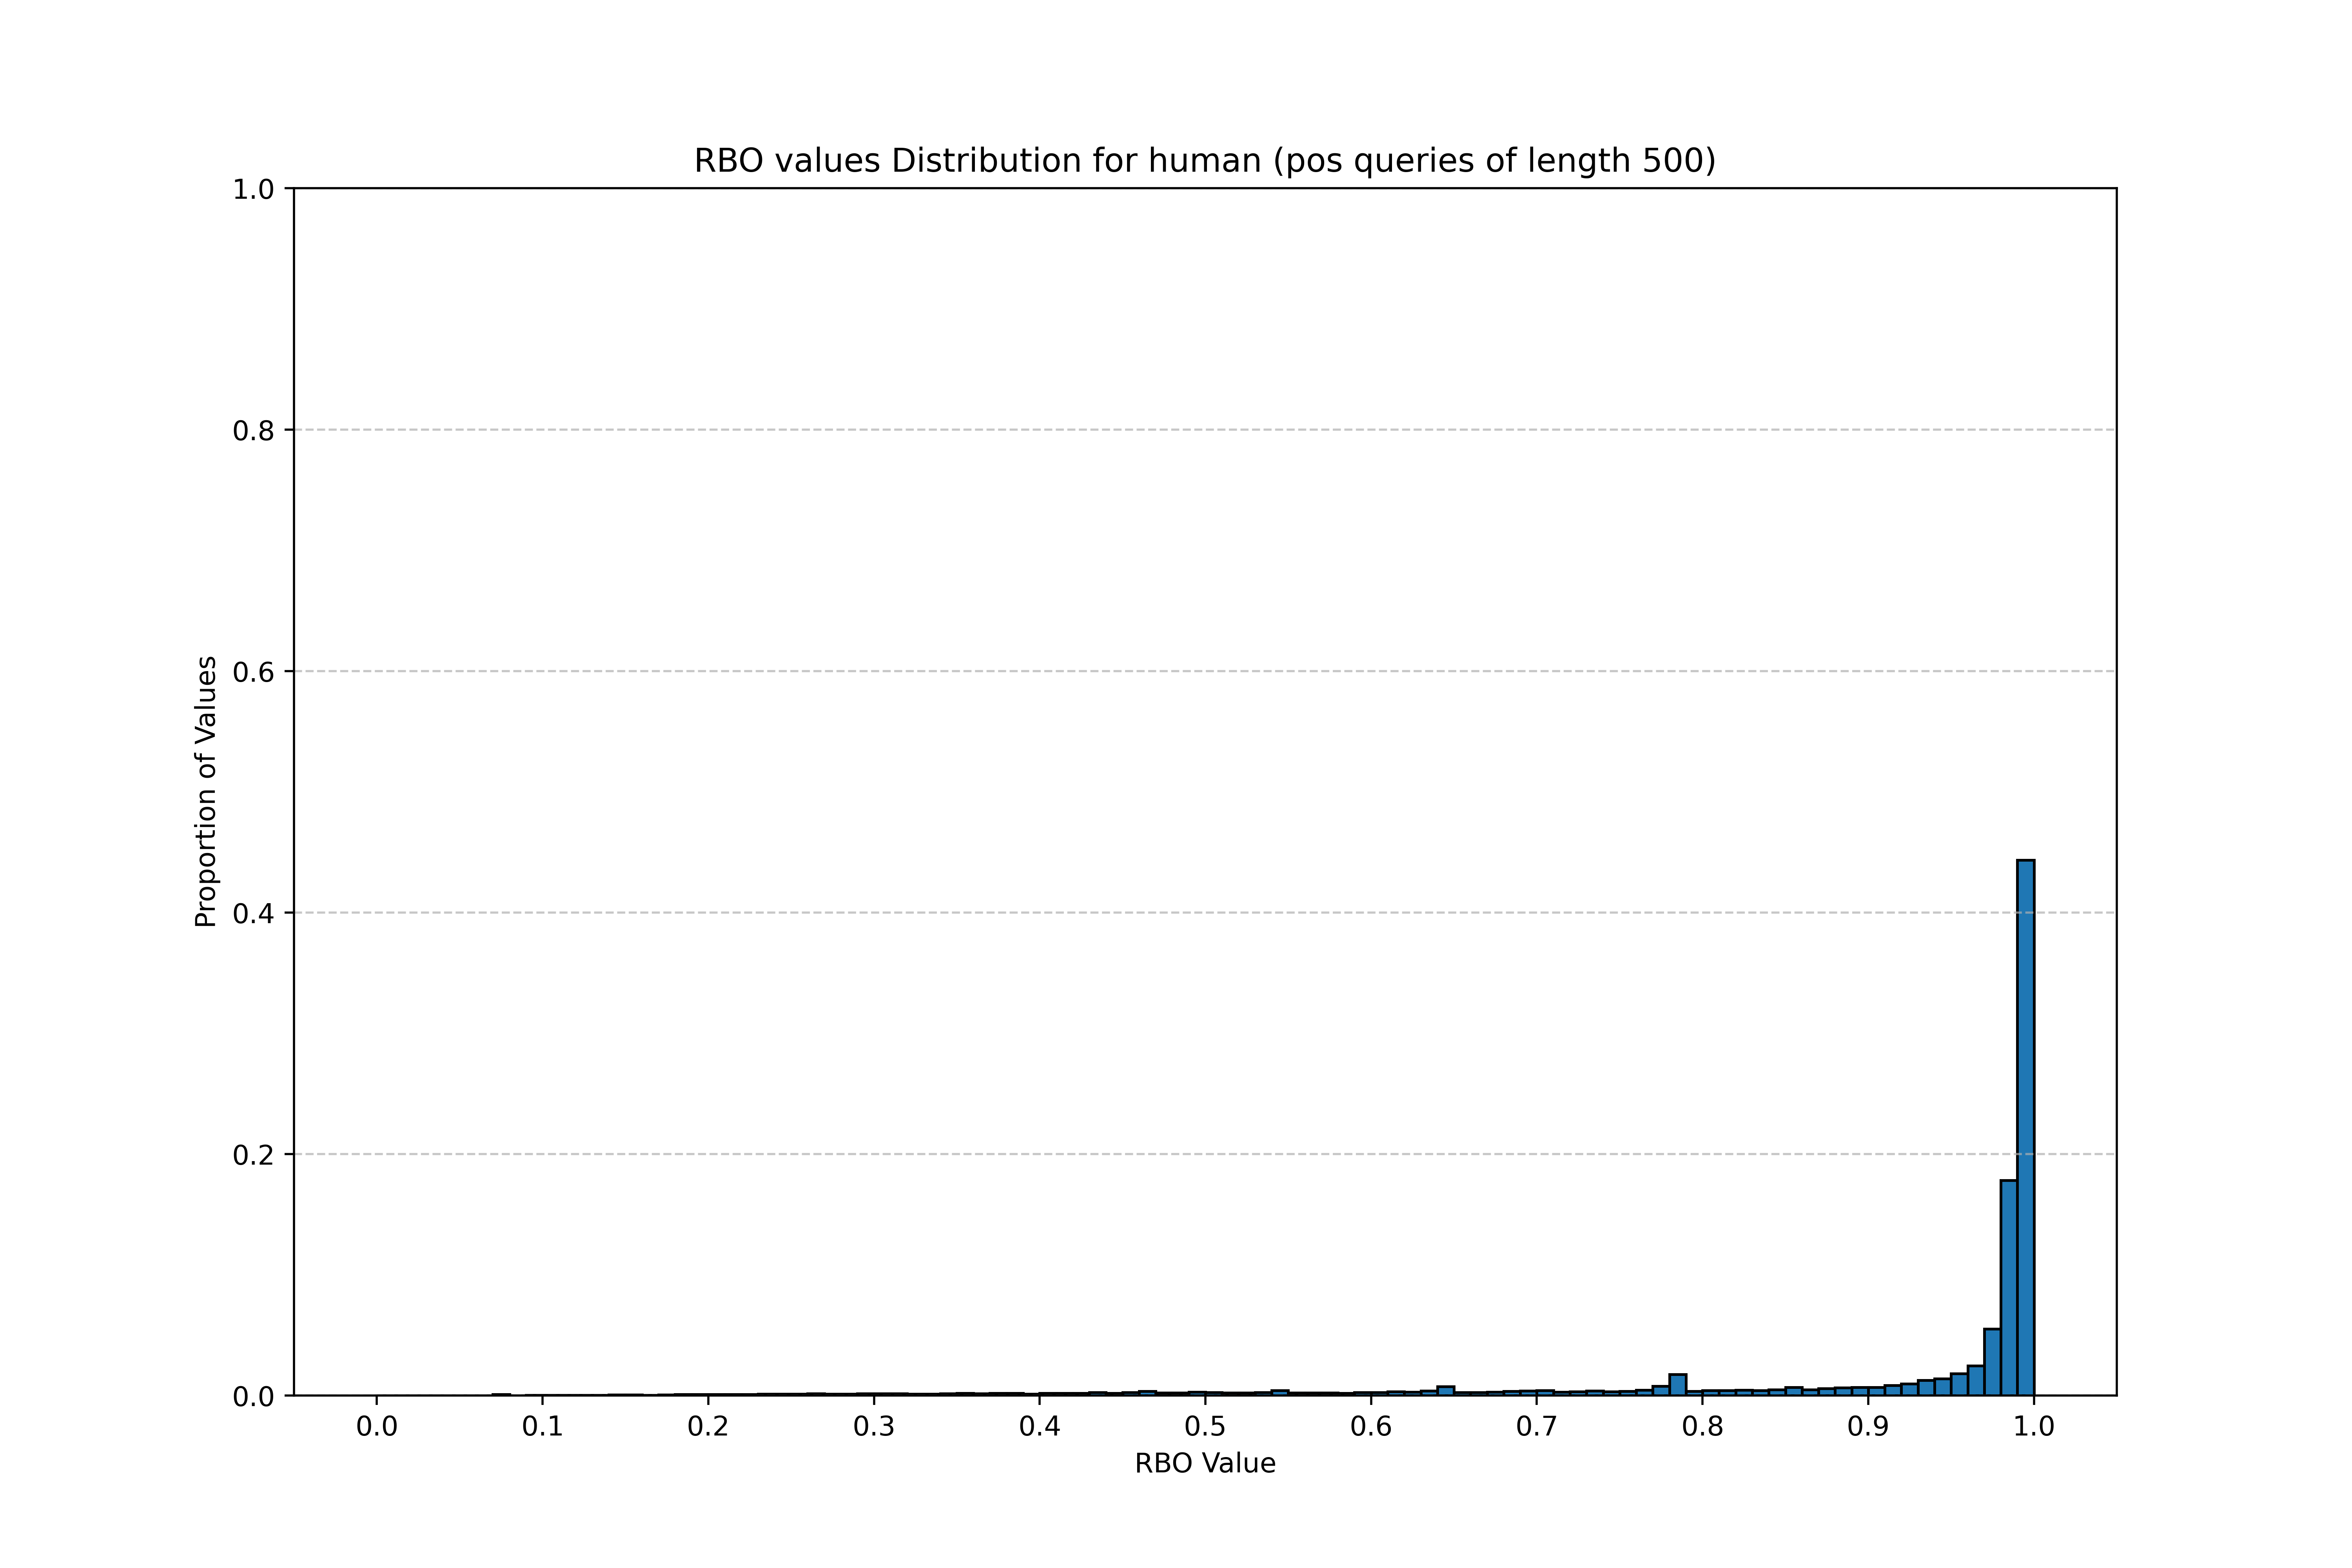 RBO values Distribution for human (pos queries of length 500)
1.0
0.8
0.6
0.4
0.2
0.0
Proportion of Values
0.0 0.1 0.2 0.3 0.4 0.5 0.6 0.7 0.8 0.9 1.0
RBO Value